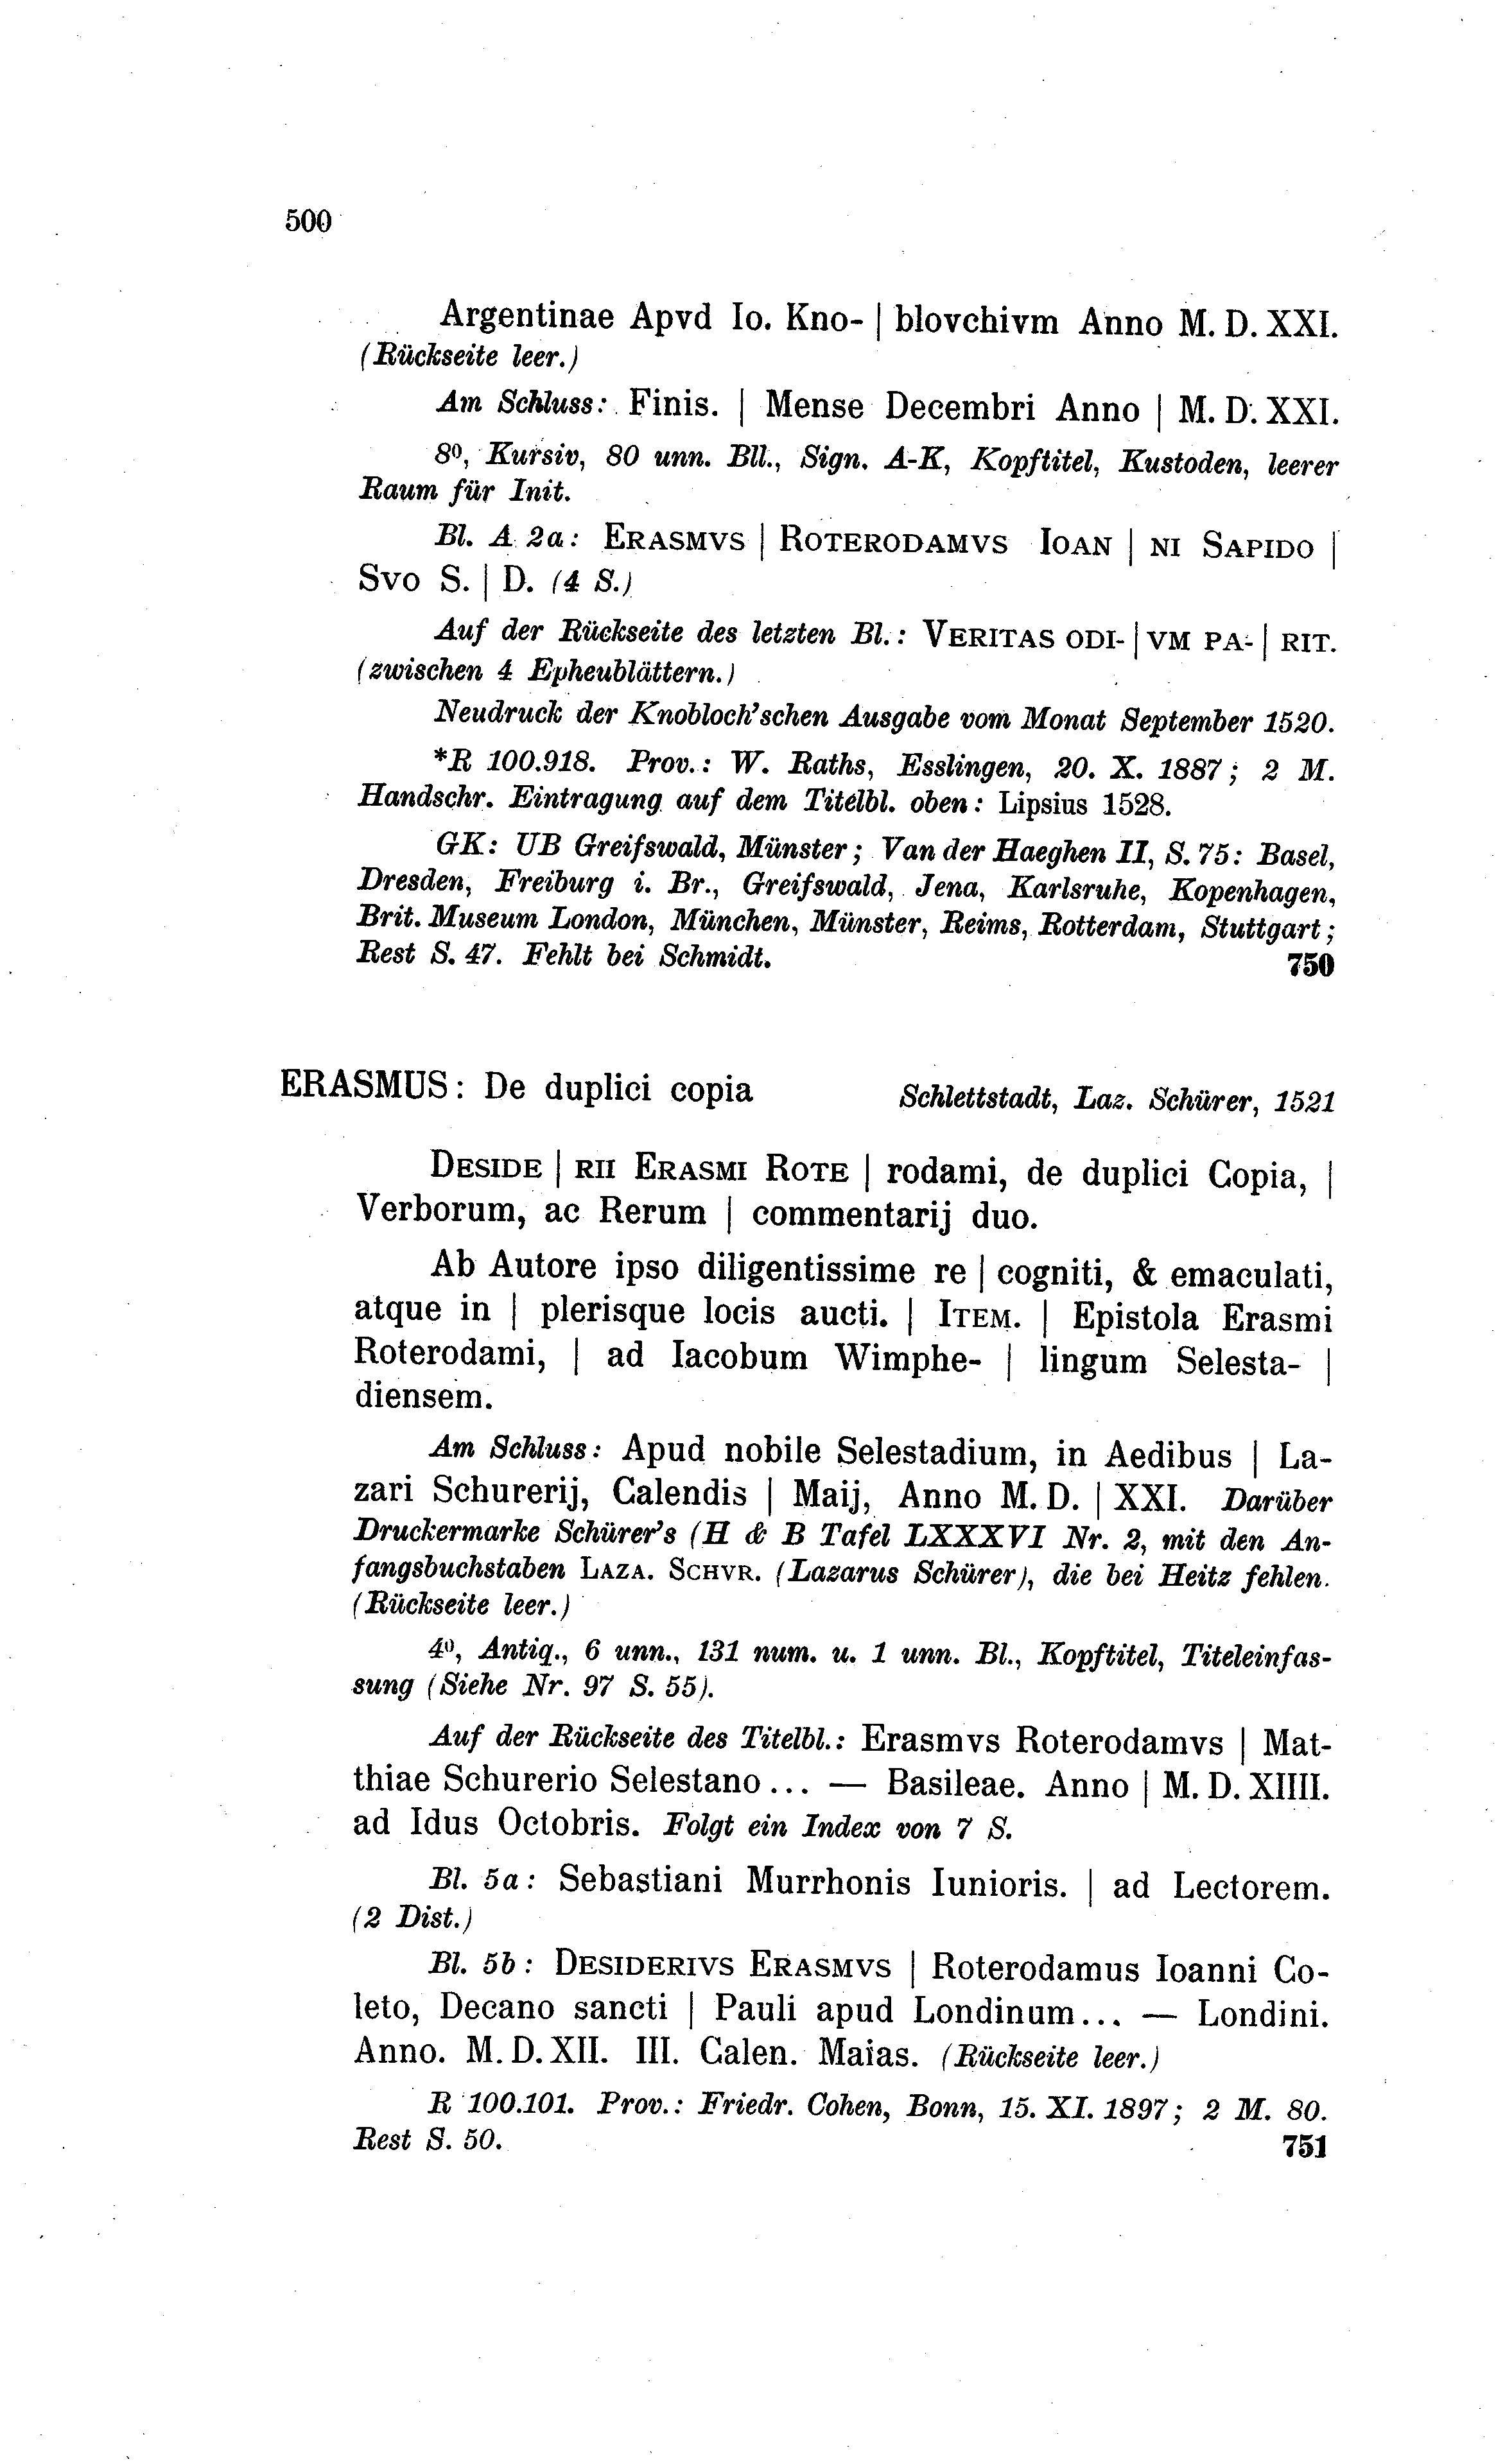 500
Argentinae Apvd Io. Kno- | blovchivm Anno M. D. XXI.
(Rückseite leer.)
Am Schluss: Finis. | Mense Decembri Anno | M. D. XXI.
8⁰, Kursiv, 80 unn. Bll., Sign. A-K, Kopftitel, Kustoden, leerer
Raum für Init.
Bl. A 2a: ERASMVS | ROTERODAMVS IOAN | NI SAPIDO |
SVO S. | D. (4 S.)
Auf der Rückseite des letzten Bl.: VERITAS ODI- | VM PA- | RIT.
(zwischen 4 Epheublättern.)
Neudruck der Knobloch'schen Ausgabe vom Monat September 1520.
*R 100.918. Prov.: W. Raths, Esslingen, 20. X. 1887; 2 M.
Handschr. Eintragung auf dem Titelbl. oben: Lipsius 1528.
GK: UB Greifswald, Münster; Van der Haeghen II, S. 75: Basel,
Dresden, Freiburg i. Br., Greifswald, Jena, Karlsruhe, Kopenhagen,
Brit. Museum London, München, Münster, Reims, Rotterdam, Stuttgart;
Rest S. 47. Fehlt bei Schmidt. 750
ERASMUS: De duplici copia Schlettstadt, Laz. Schürer, 1521
DESIDE | RII ERASMI ROTE | rodami, de duplici Copia, |
Verborum, ac Rerum | commentarij duo.
Ab Autore ipso diligentissime re | cogniti, & emaculati,
atque in | plerisque locis aucti. | ITEM. | Epistola Erasmi
Roterodami, | ad Iacobum Wimphe- | lingum Selesta- |
diensem.
Am Schluss: Apud nobile Selestadium, in Aedibus | La-
zari Schurerij, Calendis | Maij, Anno M. D. | XXI. Darüber
Druckermarke Schürer's (H & B Tafel LXXXVI Nr. 2, mit den An-
fangsbuchstaben LAZA. SCHVR. (Lazarus Schürer), die bei Heitz fehlen.
(Rückseite leer.)
4⁰, Antiq., 6 unn., 131 num. u. 1 unn. Bl., Kopftitel, Titeleinfas-
sung (Siehe Nr. 97 S. 55).
Auf der Rückseite des Titelbl.: Erasmvs Roterodamvs | Mat-
thiae Schurerio Selestano... — Basileae. Anno | M. D. XIIII.
ad Idus Octobris. Folgt ein Index von 7 S.
Bl. 5a: Sebastiani Murrhonis Iunioris. | ad Lectorem.
(2 Dist.)
Bl. 5b: DESIDERIVS ERASMVS | Roterodamus Ioanni Co-
leto, Decano sancti | Pauli apud Londinum... — Londini.
Anno. M. D. XII. III. Calen. Maias. (Rückseite leer.)
R 100.101. Prov.: Friedr. Cohen, Bonn, 15. XI. 1897; 2 M. 80.
Rest S. 50. 751